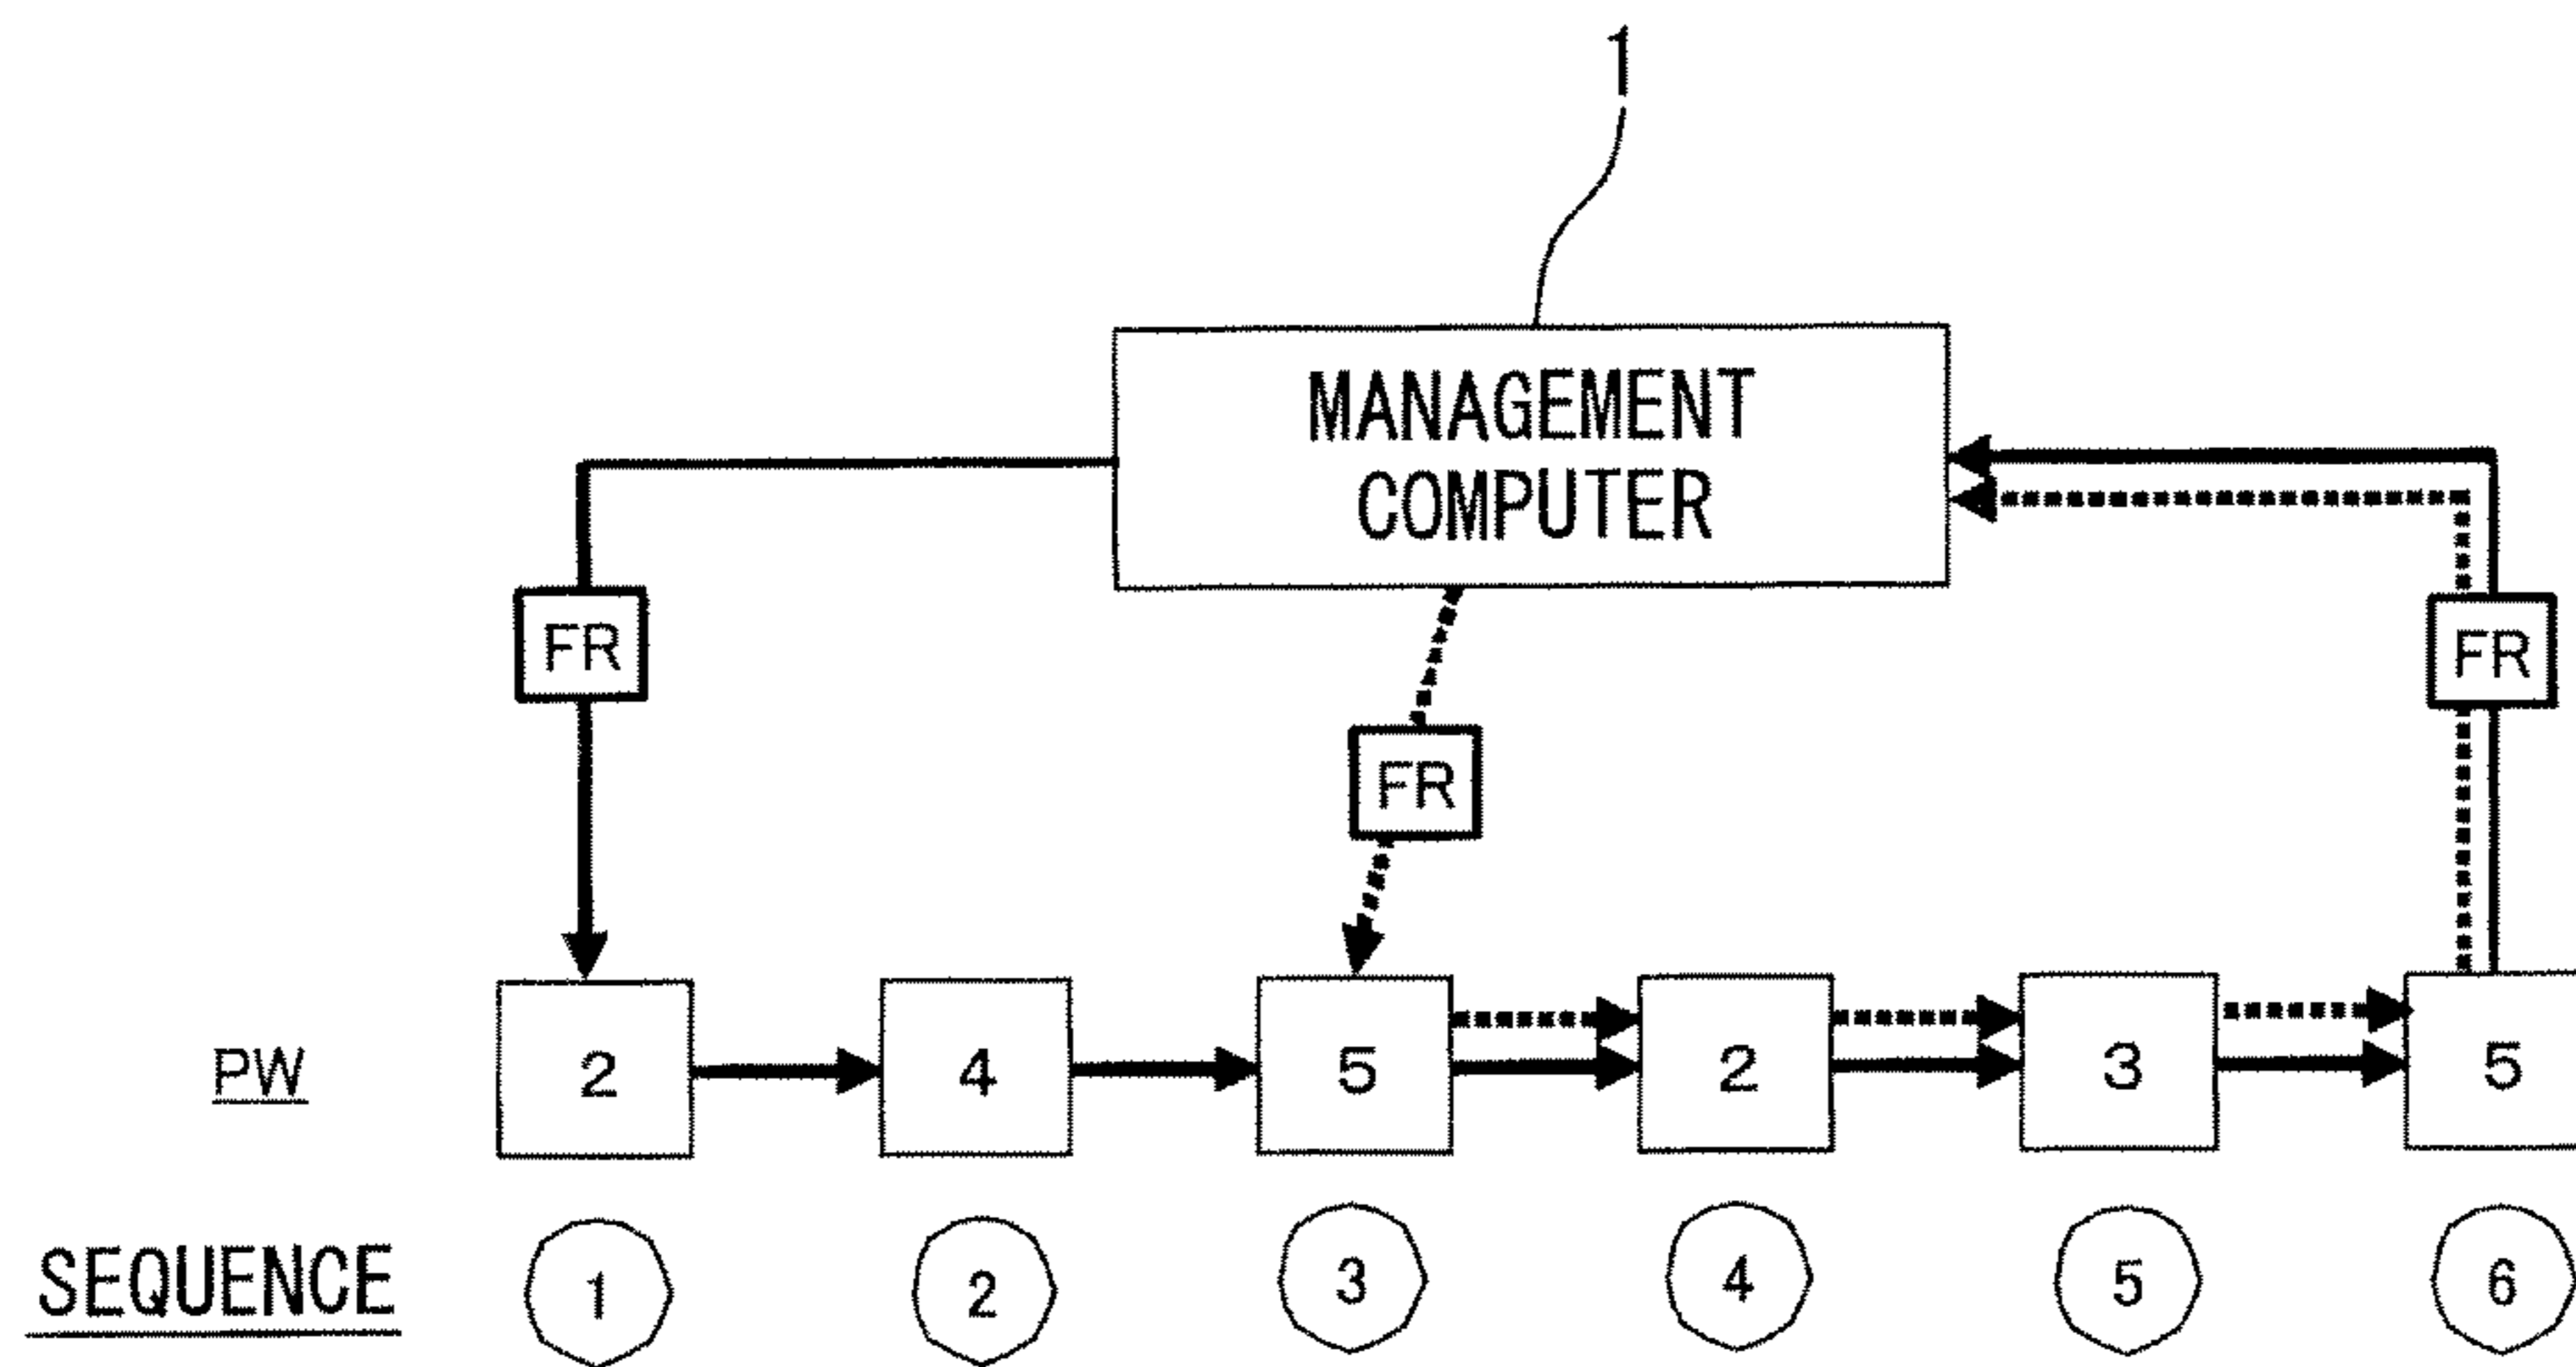 1
MANAGEMENT
COMPUTER
FR
FR
FR
PW 2 4 5 2 3 5
SEQUENCE 1 2 3 4 5 6